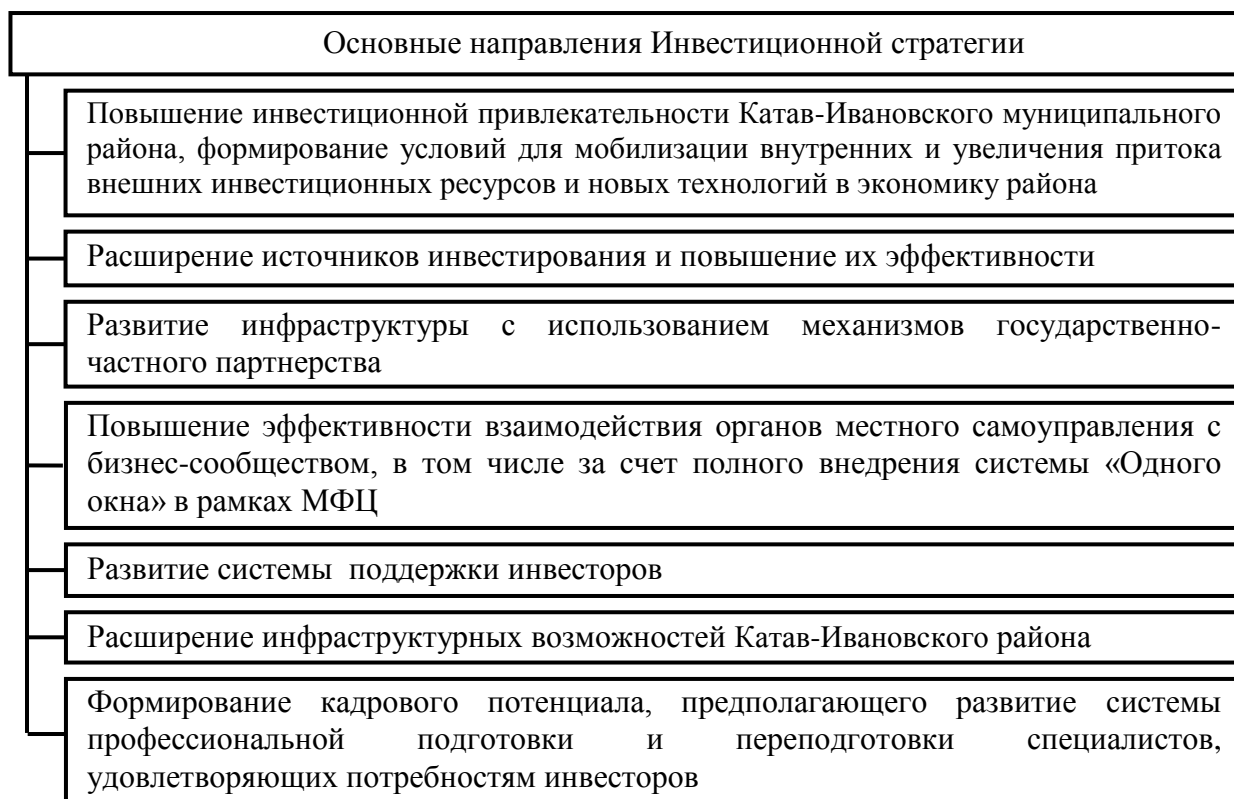 Основные направления Инвестиционной стратегии
Повышение инвестиционной привлекательности Катав-Ивановского муниципального
района, формирование условий для мобилизации внутренних и увеличения притока
внешних инвестиционных ресурсов и новых технологий в экономику района
Расширение источников инвестирования и повышение их эффективности
Развитие инфраструктуры с использованием механизмов государственно-
частного партнерства
Повышение эффективности взаимодействия органов местного самоуправления с
бизнес-сообществом, в том числе за счет полного внедрения системы «Одного
окна» в рамках МФЦ
Развитие системы поддержки инвесторов
Расширение инфраструктурных возможностей Катав-Ивановского района
Формирование кадрового потенциала, предполагающего развитие системы
профессиональной подготовки и переподготовки специалистов,
удовлетворяющих потребностям инвесторов